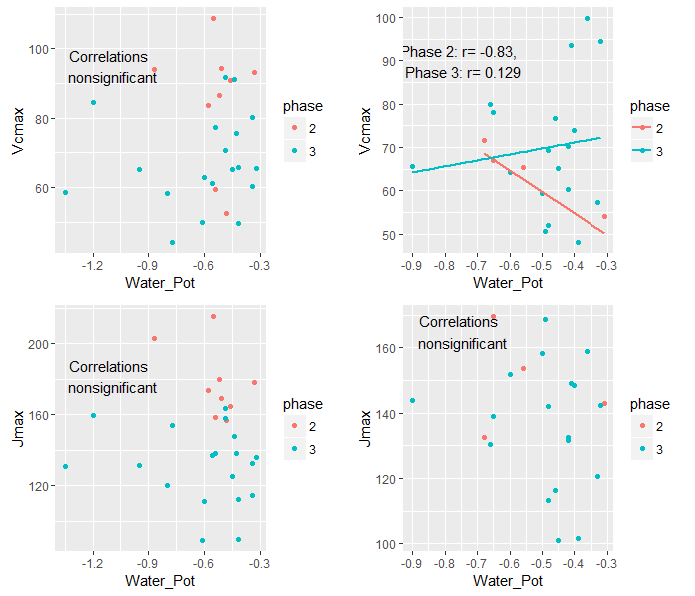 100
80
60
Vcmax
Correlations
nonsignificant
-1.2
-0.9
-0.6
-0.3
Water_Pot
phase
2
3
100
90
80
70
60
50
Vcmax
Phase 2: r= -0.83,
Phase 3: r= 0.129
-0.9
-0.8
-0.7
-0.6
-0.5
-0.4
-0.3
Water_Pot
phase
2
3
200
160
120
Jmax
Correlations
nonsignificant
-1.2
-0.9
-0.6
-0.3
Water_Pot
phase
2
3
160
140
120
100
Jmax
Correlations
nonsignificant
-0.9
-0.8
-0.7
-0.6
-0.5
-0.4
-0.3
Water_Pot
phase
2
3